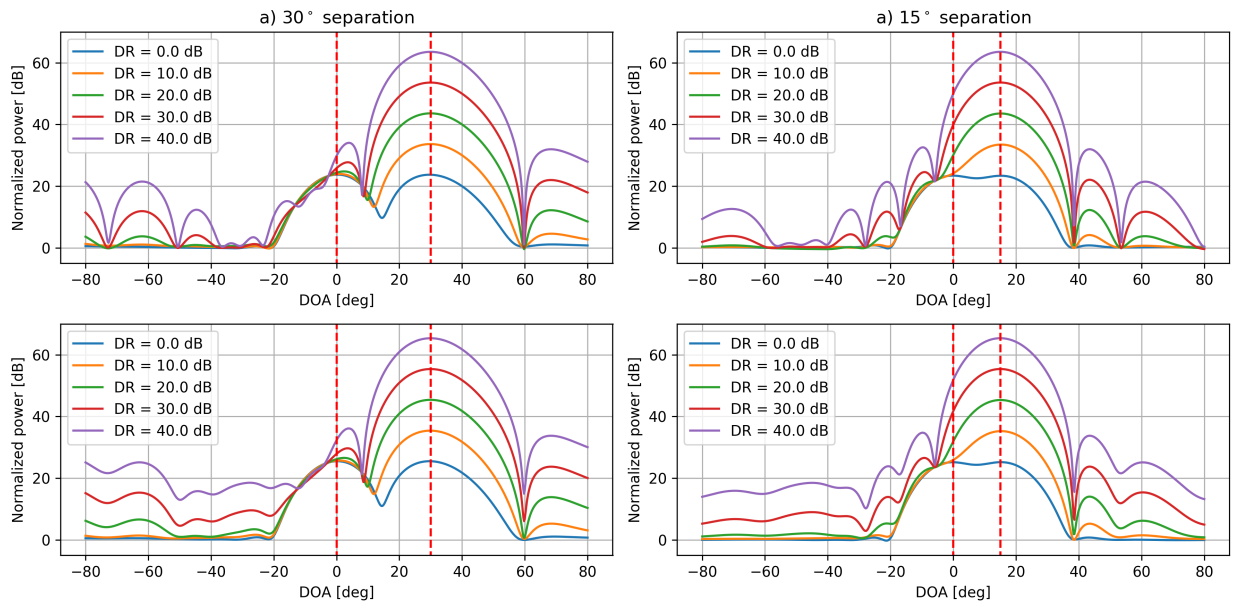 a) 30° separation
Normalized power [dB]
60
40
20
0
DR = 0.0 dB
DR = 10.0 dB
DR = 20.0 dB
DR = 30.0 dB
DR = 40.0 dB
−80 −60 −40 −20 0 20 40 60 80
DOA [deg]
a) 15° separation
Normalized power [dB]
60
40
20
0
DR = 0.0 dB
DR = 10.0 dB
DR = 20.0 dB
DR = 30.0 dB
DR = 40.0 dB
−80 −60 −40 −20 0 20 40 60 80
DOA [deg]
Normalized power [dB]
60
40
20
0
DR = 0.0 dB
DR = 10.0 dB
DR = 20.0 dB
DR = 30.0 dB
DR = 40.0 dB
−80 −60 −40 −20 0 20 40 60 80
DOA [deg]
Normalized power [dB]
60
40
20
0
DR = 0.0 dB
DR = 10.0 dB
DR = 20.0 dB
DR = 30.0 dB
DR = 40.0 dB
−80 −60 −40 −20 0 20 40 60 80
DOA [deg]